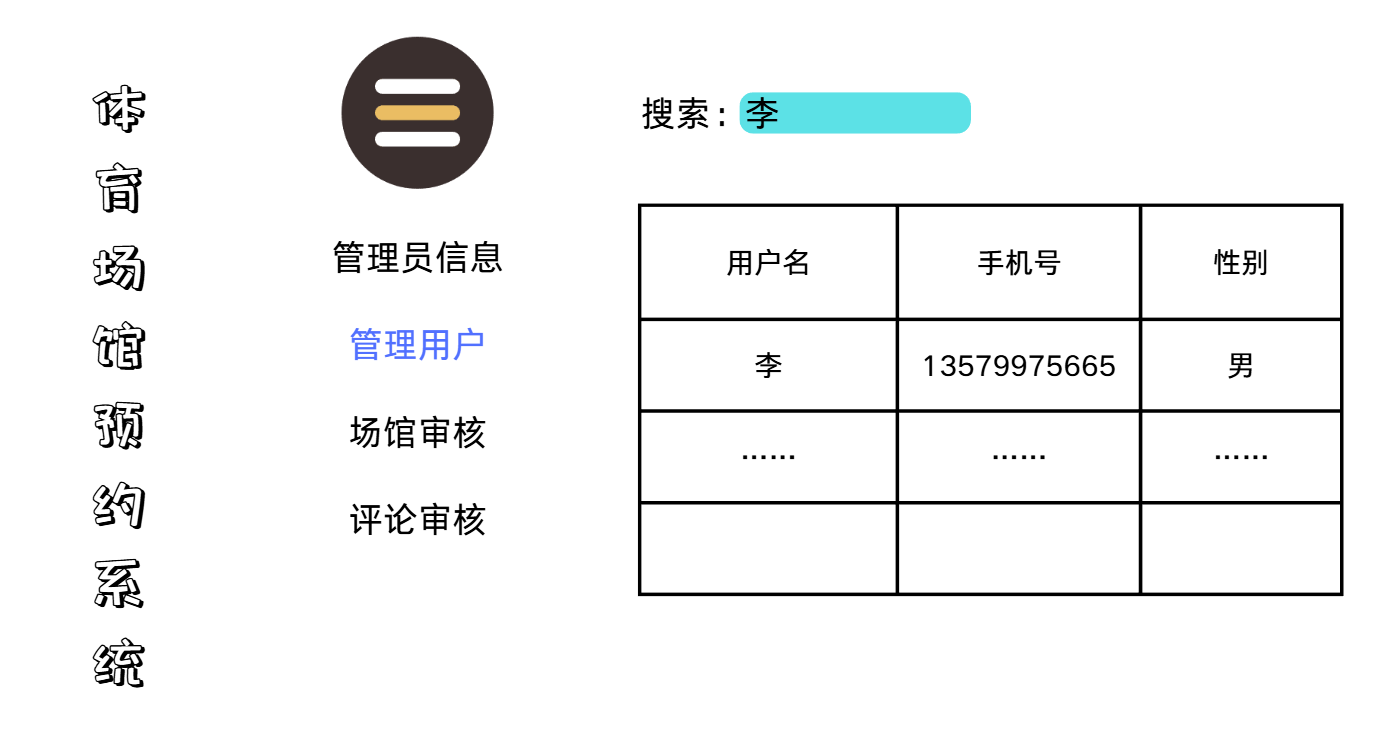 体育场馆预约系统
管理员信息
管理用户
场馆审核
评论审核
搜索：李
用户名 手机号 性别
李 13579975665 男
…… …… ……